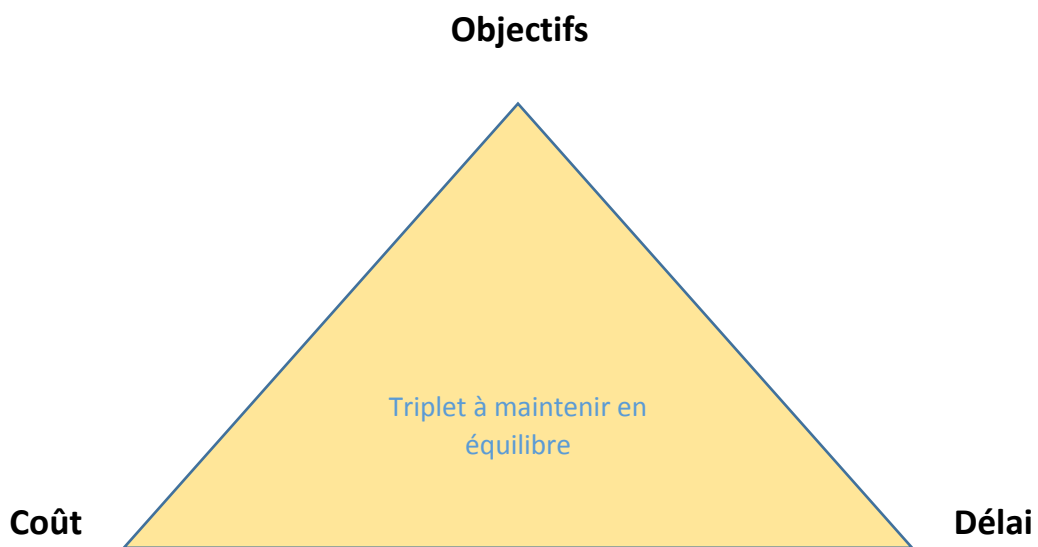 Objectifs
Triplet à maintenir en
équilibre
Coût
Délai